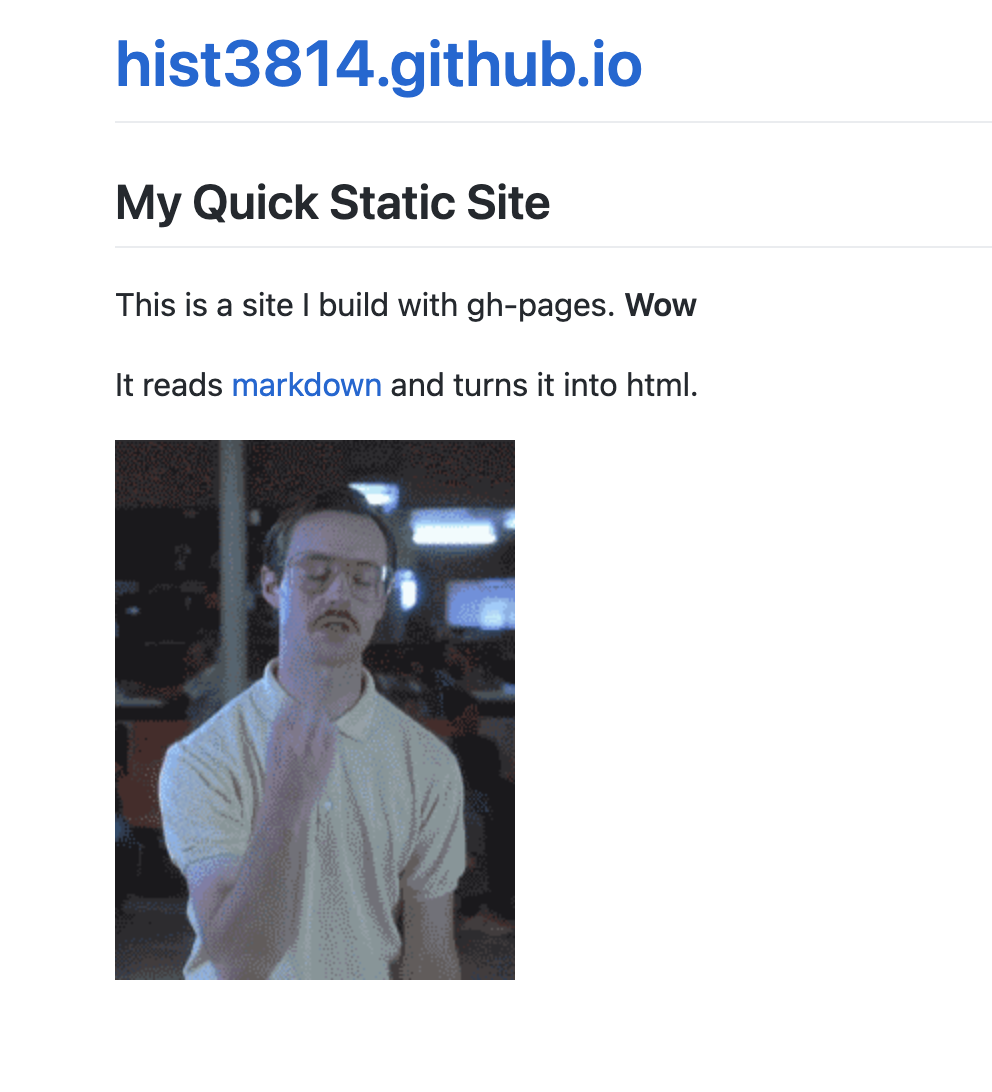 hist3814.github.io
My Quick Static Site
This is a site I build with gh-pages. Wow
It reads markdown and turns it into html.